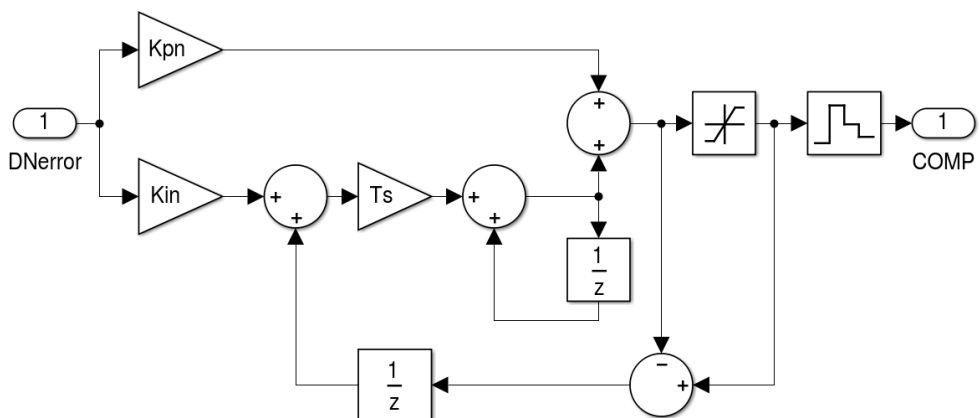 Kpn
1
DNerror
Kin
+
+
Ts
+
+
+
+
1
z
1
COMP
−
+
1
z